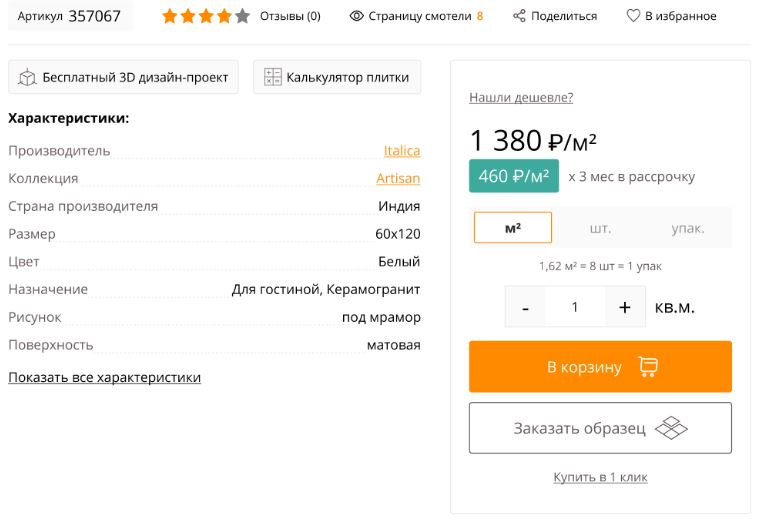 Артикул 357067 Отзывы (0) Страницу смотели 8 Поделиться В избранное
Бесплатный 3D дизайн-проект Калькулятор плитки
Характеристики:
Производитель Italica
Коллекция Artisan
Страна производителя Индия
Размер 60x120
Цвет Белый
Назначение Для гостиной, Керамогранит
Рисунок под мрамор
Поверхность матовая
Показать все характеристики
Нашли дешевле?
1 380 ₽/м²
460 ₽/м² x 3 мес в рассрочку
м² шт. упак.
1,62 м² = 8 шт = 1 упак
- 1 + кв.м.
В корзину
Заказать образец
Купить в 1 клик